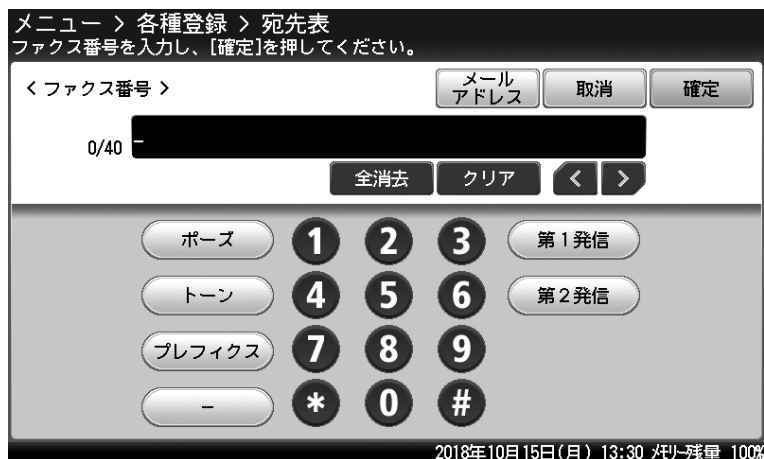 メニュー > 各種登録 > 宛先表
ファクス番号を入力し、[確定]を押してください。
<ファクス番号>
メール
アドレス
取消
確定
0/40 _
全消去 クリア < >
ポーズ 1 2 3 第1発信
トーン 4 5 6 第2発信
プレフィクス 7 8 9
- * 0 #
2018年10月15日(月) 13:30 ﾒﾓﾘｰ残量 100%